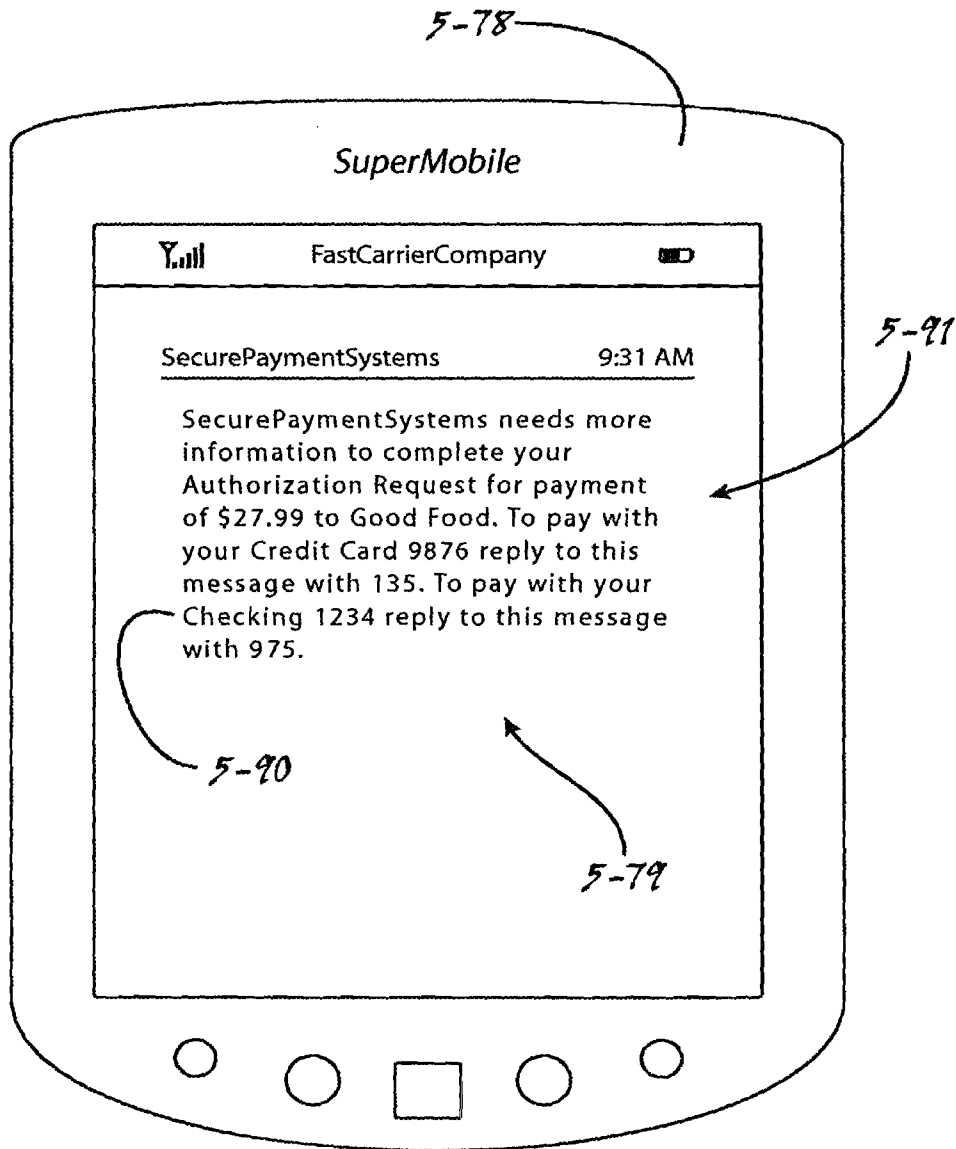 5-78
SuperMobile
FastCarrierCompany
5-91
SecurePaymentSystems 9:31 AM
SecurePaymentSystems needs more
information to complete your
Authorization Request for payment
of $27.99 to Good Food. To pay with
your Credit Card 9876 reply to this
message with 135. To pay with your
Checking 1234 reply to this message
with 975.
5-90
5-79